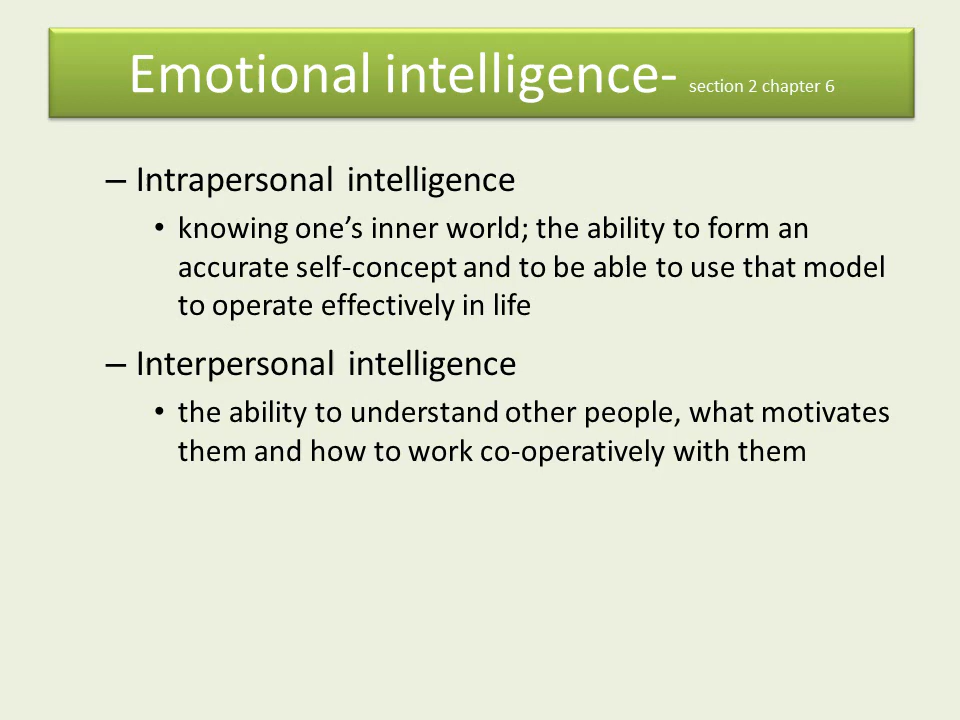 Emotional intelligence- section 2 chapter 6
– Intrapersonal intelligence
• knowing one’s inner world; the ability to form an
accurate self-concept and to be able to use that model
to operate effectively in life
– Interpersonal intelligence
• the ability to understand other people, what motivates
them and how to work co-operatively with them